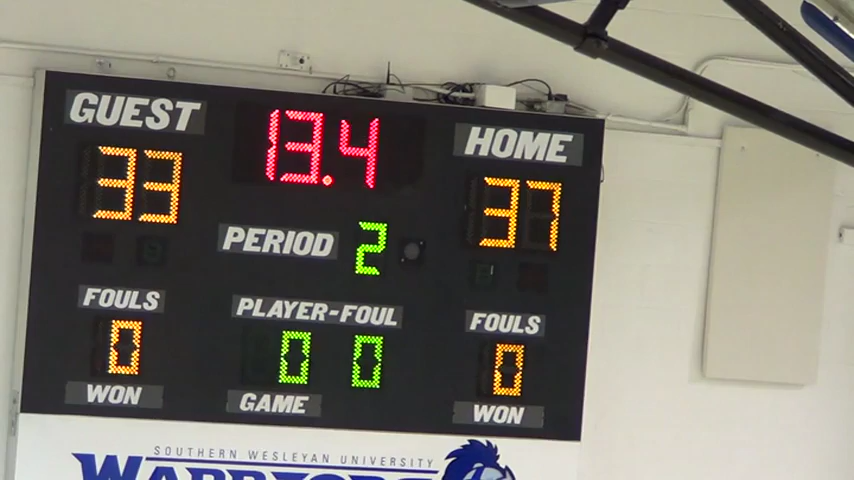 GUEST 13.4 HOME
33 37
PERIOD 2
FOULS PLAYER-FOUL FOULS
0 0 0 0
WON GAME WON
SOUTHERN WESLEYAN UNIVERSITY
WARRIORS